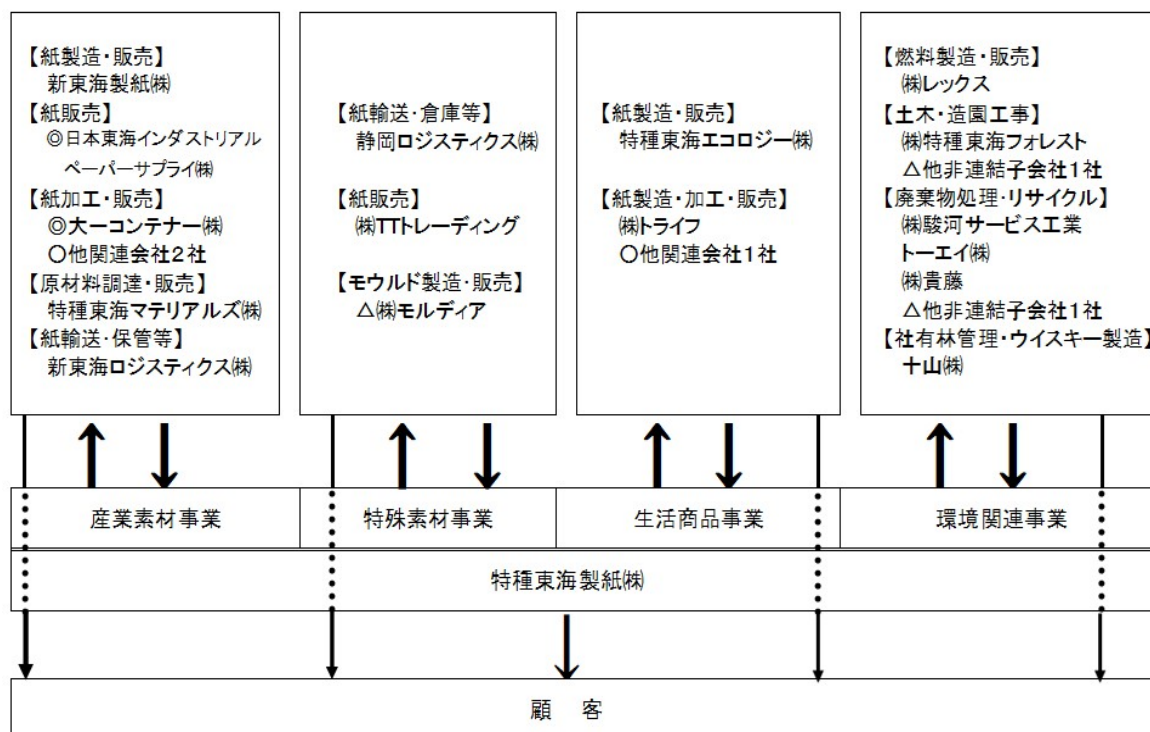 【紙製造・販売】
新東海製紙㈱
【紙販売】
◎日本東海インダストリアル
ペーパーサプライ㈱
【紙加工・販売】
◎大一コンテナー㈱
〇他関連会社２社
【原材料調達・販売】
特種東海マテリアルズ㈱
【紙輸送・保管等】
新東海ロジスティクス㈱
【紙輸送・倉庫等】
静岡ロジスティクス㈱
【紙販売】
㈱TTトレーディング
【モウルド製造・販売】
△㈱モルディア
【紙製造・販売】
特種東海エコロジー㈱
【紙製造・加工・販売】
㈱トライフ
〇他関連会社１社
【燃料製造・販売】
㈱レックス
【土木・造園工事】
㈱特種東海フォレスト
△他非連結子会社１社
【廃棄物処理・リサイクル】
㈱駿河サービス工業
トーエイ㈱
㈱貴藤
△他非連結子会社１社
【社有林管理・ウイスキー製造】
十山㈱
産業素材事業
特殊素材事業
生活商品事業
環境関連事業
特種東海製紙㈱
顧　客